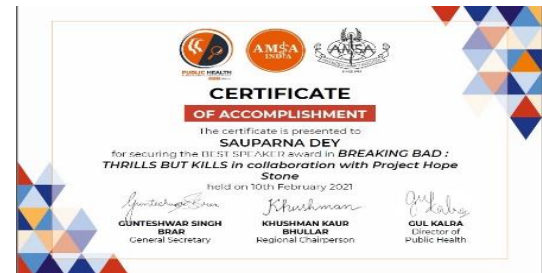 PUBLIC HEALTH
AMSA
INDIA
AMSA
CERTIFICATE
OF ACCOMPLISHMENT
The certificate is presented to
SAUPARNA DEY
for securing the BEST SPEAKER award in BREAKING BAD :
THRILLS BUT KILLS in collaboration with Project Hope
Stone
held on 10th February 2021
Khushman
GUNTESHWAR SINGH
BRAR
General Secretary
KHUSHMAN KAUR
BHULLAR
Regional Chairperson
GUL KALRA
Director of
Public Health